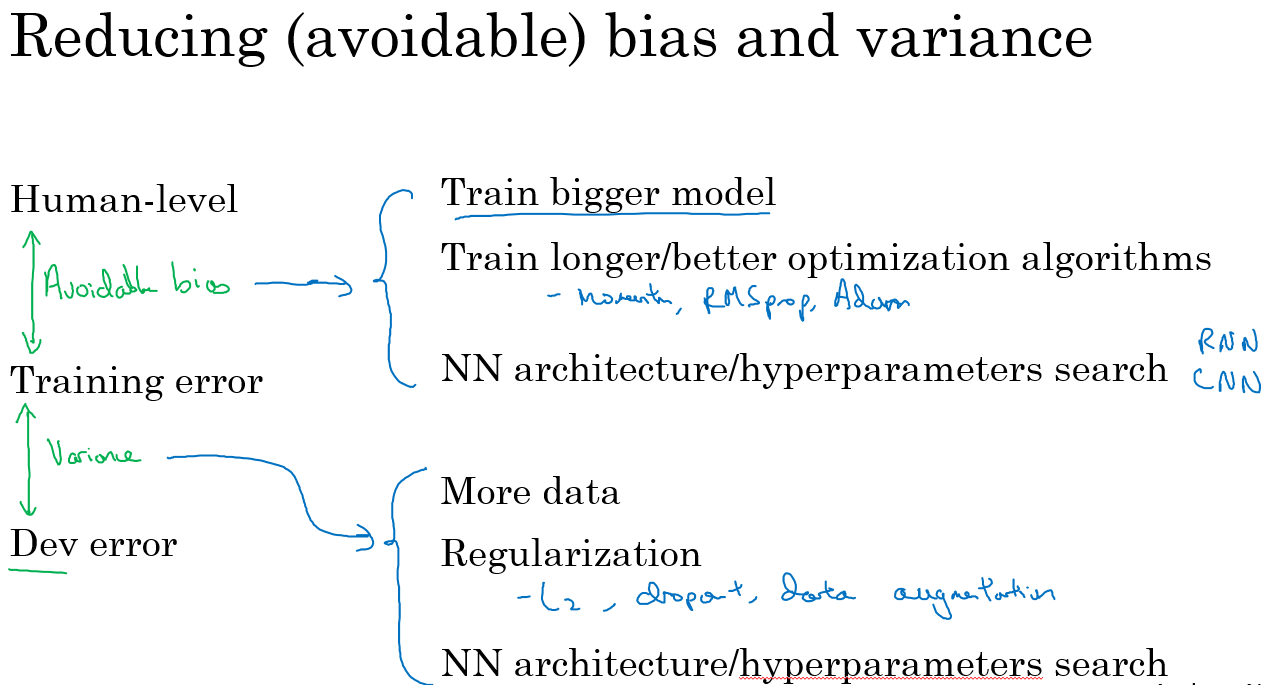 Reducing (avoidable) bias and variance
Human-level
Avoidable bias
Training error
Variance
Dev error
Train bigger model
Train longer/better optimization algorithms
- Momentum, RMSprop, Adam
NN architecture/hyperparameters search
RNN
CNN
More data
Regularization
- L2, dropout, data augmentation
NN architecture/hyperparameters search